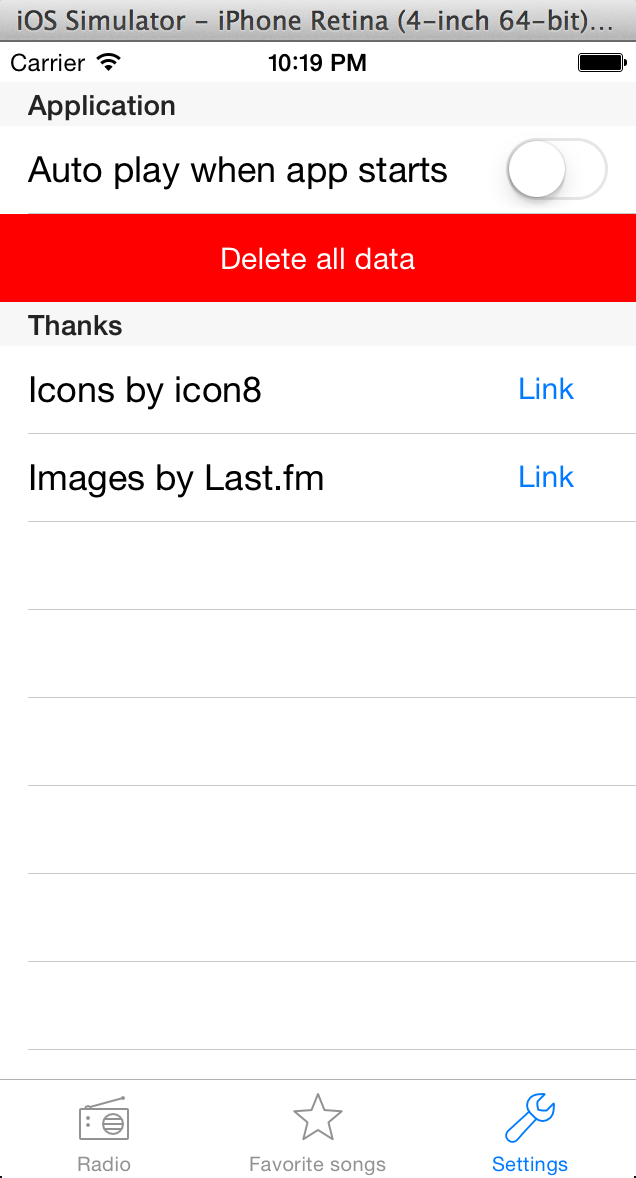 iOS Simulator – iPhone Retina (4-inch 64-bit)...
Carrier 10:19 PM
Application
Auto play when app starts
Delete all data
Thanks
Icons by icon8 Link
Images by Last.fm Link
Radio Favorite songs Settings